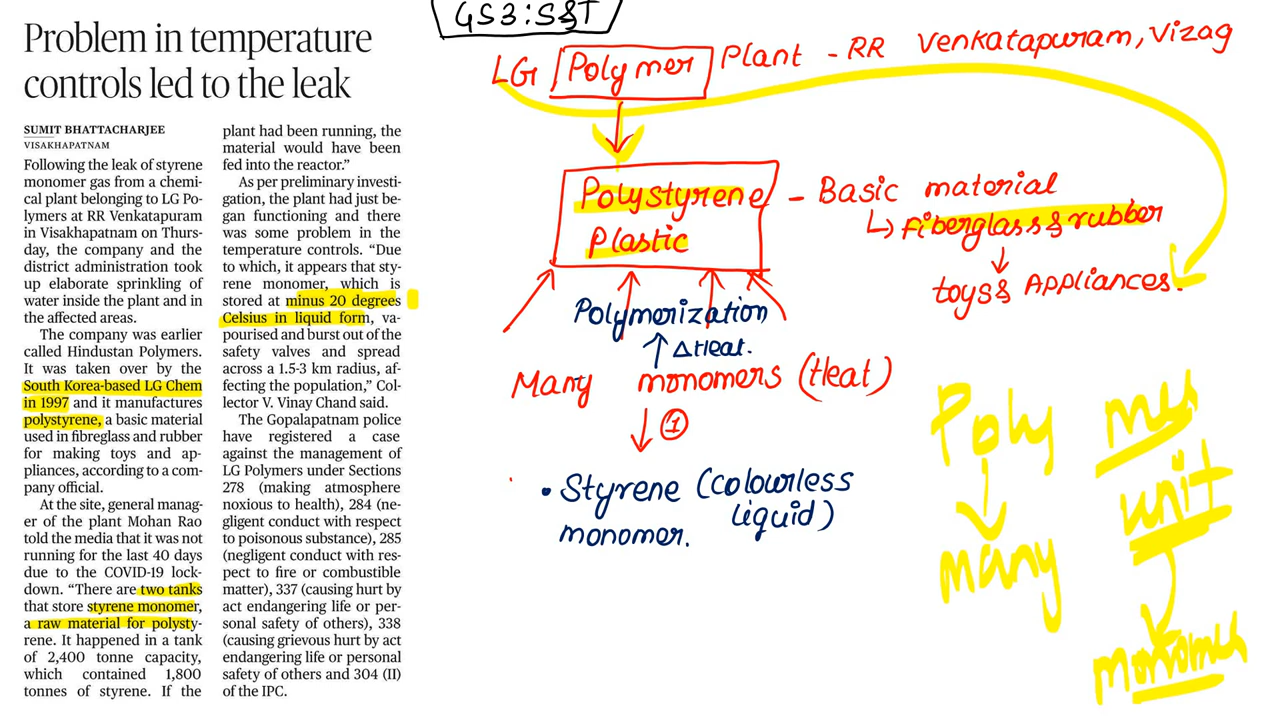 Problem in temperature
controls led to the leak
SUMIT BHATTACHARJEE
VISAKHAPATNAM
Following the leak of styrene
monomer gas from a chemi-
cal plant belonging to LG Po-
lymers at RR Venkatapuram
in Visakhapatnam on Thurs-
day, the company and the
district administration took
up elaborate sprinkling of
water inside the plant and in
the affected areas.
The company was earlier
called Hindustan Polymers.
It was taken over by the
South Korea-based LG Chem
in 1997 and it manufactures
polystyrene, a basic material
used in fibreglass and rubber
for making toys and ap-
pliances, according to a com-
pany official.
At the site, general manag-
er of the plant Mohan Rao
told the media that it was not
running for the last 40 days
due to the COVID-19 lock-
down. “There are two tanks
that store styrene monomer,
a raw material for polysty-
rene. It happened in a tank
of 2,400 tonne capacity,
which contained 1,800
tonnes of styrene. If the
plant had been running, the
material would have been
fed into the reactor.”
As per preliminary investi-
gation, the plant had just be-
gan functioning and there
was some problem in the
temperature controls. “Due
to which, it appears that sty-
rene monomer, which is
stored at minus 20 degrees
Celsius in liquid form, va-
pourised and burst out of the
safety valves and spread
across a 1.5-3 km radius, af-
fecting the population,” Col-
lector V. Vinay Chand said.
The Gopalapatnam police
have registered a case
against the management of
LG Polymers under Sections
278 (making atmosphere
noxious to health), 284 (ne-
gligent conduct with respect
to poisonous substance), 285
(negligent conduct with res-
pect to fire or combustible
matter), 337 (causing hurt by
act endangering life or per-
sonal safety of others), 338
(causing grievous hurt by act
endangering life or personal
safety of others and 304 (II)
of the IPC.
GS3:S&T
LG Polymer Plant - RR Venkatapuram, Vizag
Polystyrene - Basic material
Plastic
↳ Fiberglass & rubber
toys & Appliances.
Polymerization
↑ ΔHeat.
Many monomers (Heat)
↓ ①
• Styrene (colourless
liquid)
monomer.
Poly
many
unit